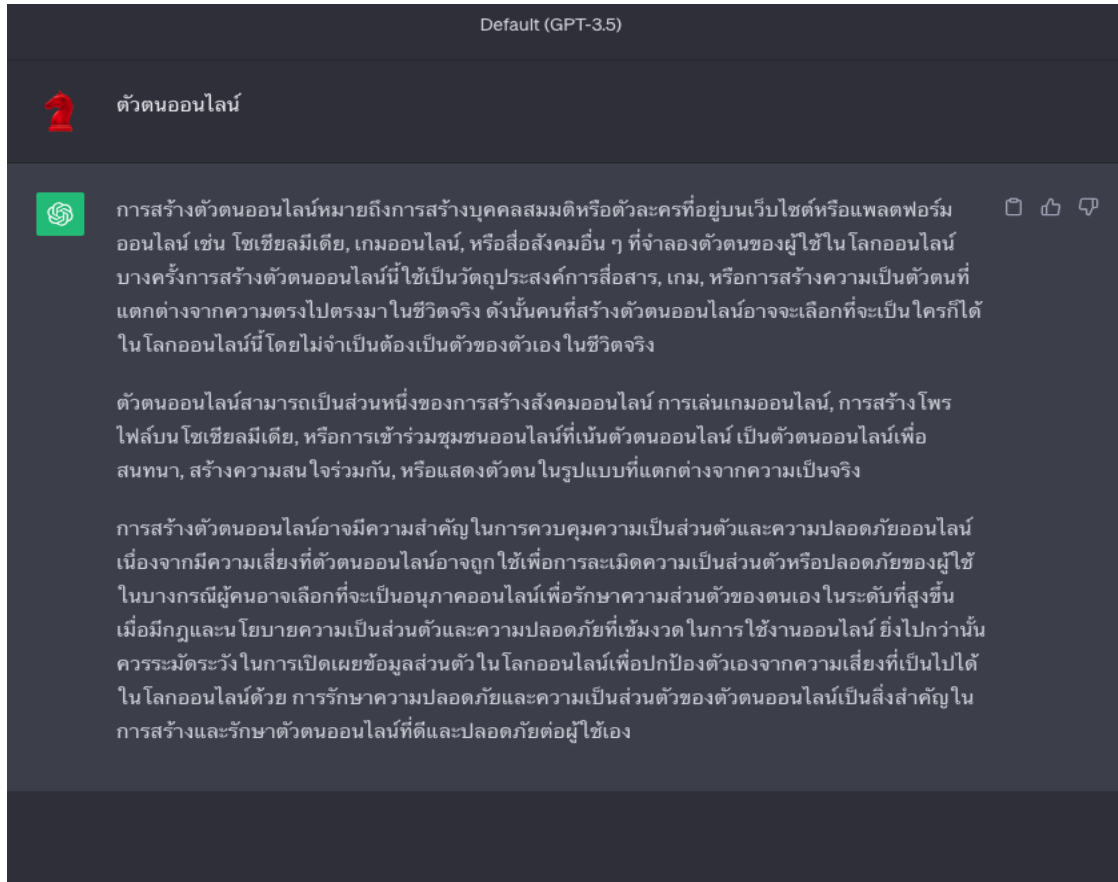 Default (GPT-3.5)
ตัวตนออนไลน์
การสร้างตัวตนออนไลน์หมายถึงการสร้างบุคคลสมมติหรือตัวละครที่อยู่บนเว็บไซต์หรือแพลตฟอร์ม
ออนไลน์ เช่น โซเชียลมีเดีย, เกมออนไลน์, หรือสื่อสังคมอื่น ๆ ที่จำลองตัวตนของผู้ใช้ในโลกออนไลน์
บางครั้งการสร้างตัวตนออนไลน์นี้ใช้เป็นวัตถุประสงค์การสื่อสาร, เกม, หรือการสร้างความเป็นตัวตนที่
แตกต่างจากความตรงไปตรงมาในชีวิตจริง ดังนั้นคนที่สร้างตัวตนออนไลน์อาจจะเลือกที่จะเป็นใครก็ได้
ในโลกออนไลน์นี้โดยไม่จำเป็นต้องเป็นตัวของตัวเองในชีวิตจริง
ตัวตนออนไลน์สามารถเป็นส่วนหนึ่งของการสร้างสังคมออนไลน์ การเล่นเกมออนไลน์, การสร้างโพร
ไฟล์บนโซเชียลมีเดีย, หรือการเข้าร่วมชุมชนออนไลน์ที่เน้นตัวตนออนไลน์ เป็นตัวตนออนไลน์เพื่อ
สนทนา, สร้างความสนใจร่วมกัน, หรือแสดงตัวตนในรูปแบบที่แตกต่างจากความเป็นจริง
การสร้างตัวตนออนไลน์อาจมีความสำคัญในการควบคุมความเป็นส่วนตัวและความปลอดภัยออนไลน์
เนื่องจากมีความเสี่ยงที่ตัวตนออนไลน์อาจถูกใช้เพื่อการละเมิดความเป็นส่วนตัวหรือปลอดภัยของผู้ใช้
ในบางกรณีผู้คนอาจเลือกที่จะเป็นอนุภาคออนไลน์เพื่อรักษาความส่วนตัวของตนเองในระดับที่สูงขึ้น
เมื่อมีกฎและนโยบายความเป็นส่วนตัวและความปลอดภัยที่เข้มงวดในการใช้งานออนไลน์ ยิ่งไปกว่านั้น
ควรระมัดระวังในการเปิดเผยข้อมูลส่วนตัวในโลกออนไลน์เพื่อปกป้องตัวเองจากความเสี่ยงที่เป็นไปได้
ในโลกออนไลน์ด้วย การรักษาความปลอดภัยและความเป็นส่วนตัวของตัวตนออนไลน์เป็นสิ่งสำคัญใน
การสร้างและรักษาตัวตนออนไลน์ที่ดีและปลอดภัยต่อผู้ใช้เอง